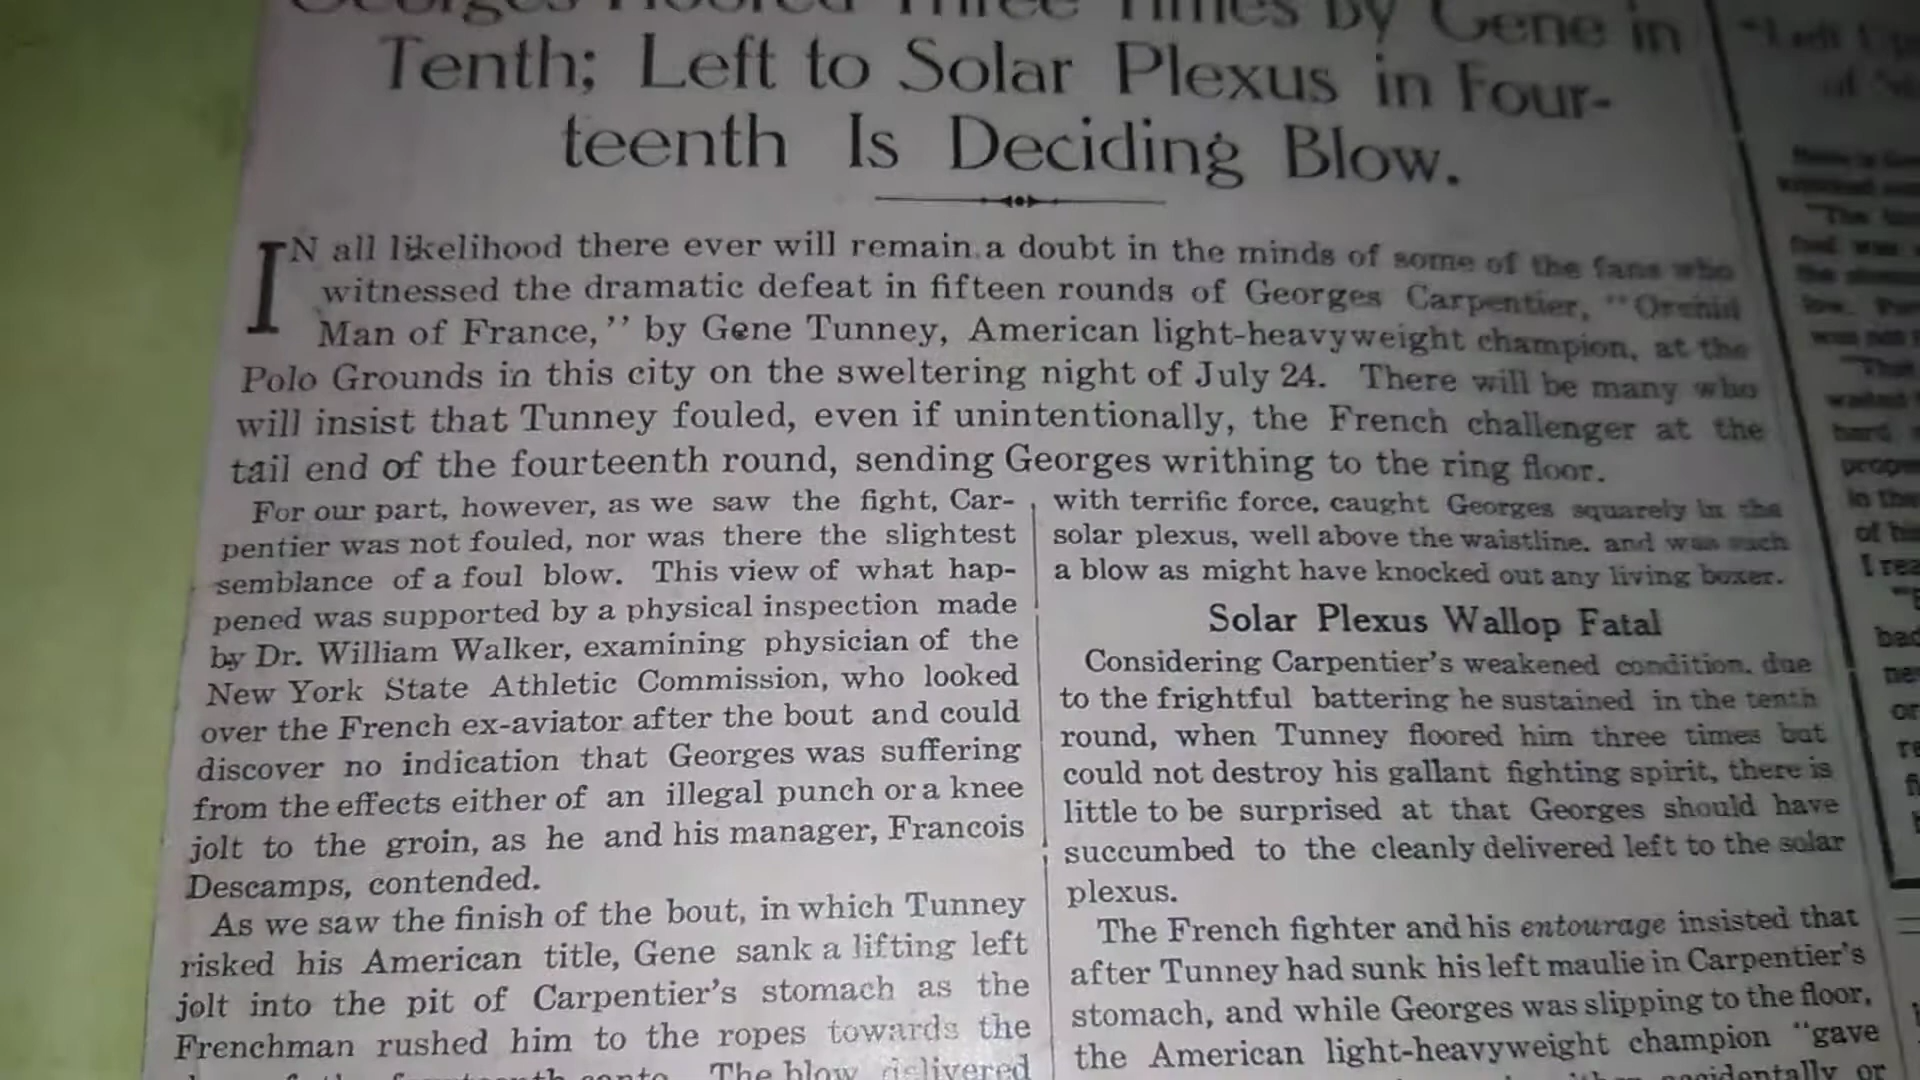 Georges Floored Three Times by Gene in
Tenth; Left to Solar Plexus in Four-
teenth Is Deciding Blow.
IN all likelihood there ever will remain a doubt in the minds of some of the fans who
witnessed the dramatic defeat in fifteen rounds of Georges Carpentier, "Orchid
Man of France," by Gene Tunney, American light-heavyweight champion, at the
Polo Grounds in this city on the sweltering night of July 24. There will be many who
will insist that Tunney fouled, even if unintentionally, the French challenger at the
tail end of the fourteenth round, sending Georges writhing to the ring floor.
For our part, however, as we saw the fight, Car-
pentier was not fouled, nor was there the slightest
semblance of a foul blow. This view of what hap-
pened was supported by a physical inspection made
by Dr. William Walker, examining physician of the
New York State Athletic Commission, who looked
over the French ex-aviator after the bout and could
discover no indication that Georges was suffering
from the effects either of an illegal punch or a knee
jolt to the groin, as he and his manager, Francois
Descamps, contended.
As we saw the finish of the bout, in which Tunney
risked his American title, Gene sank a lifting left
jolt into the pit of Carpentier's stomach as the
Frenchman rushed him to the ropes towards the
The blow delivered
with terrific force, caught Georges squarely in the
solar plexus, well above the waistline, and was such
a blow as might have knocked out any living boxer.
Solar Plexus Wallop Fatal
Considering Carpentier's weakened condition, due
to the frightful battering he sustained in the tenth
round, when Tunney floored him three times but
could not destroy his gallant fighting spirit, there is
little to be surprised at that Georges should have
succumbed to the cleanly delivered left to the solar
plexus.
The French fighter and his entourage insisted that
after Tunney had sunk his left maulie in Carpentier's
stomach, and while Georges was slipping to the floor,
the American light-heavyweight champion "gave
or